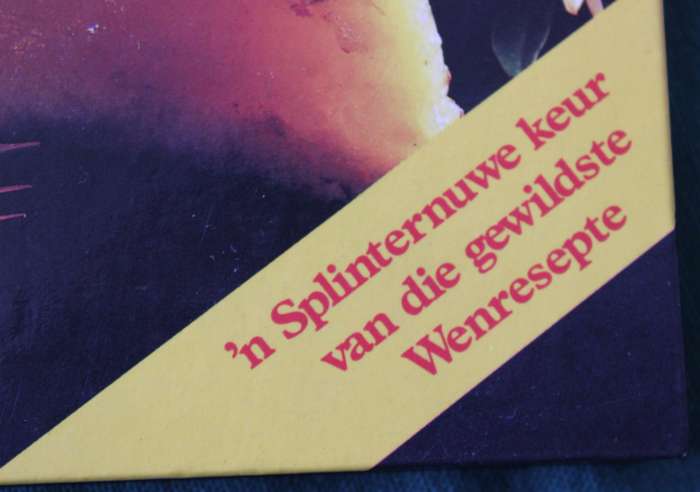 'n Splinternuwe keur
van die gewildste
Wenresepte